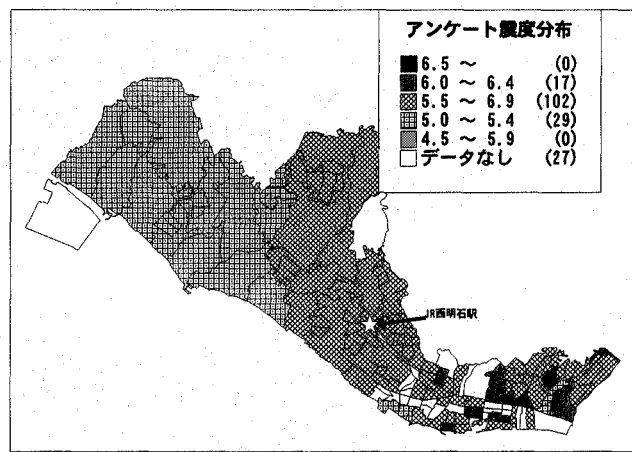 アンケート震度分布
6.5 ～ (0)
6.0 ～ 6.4 (17)
5.5 ～ 6.9 (102)
5.0 ～ 5.4 (29)
4.5 ～ 5.9 (0)
データなし (27)
JR西明石駅